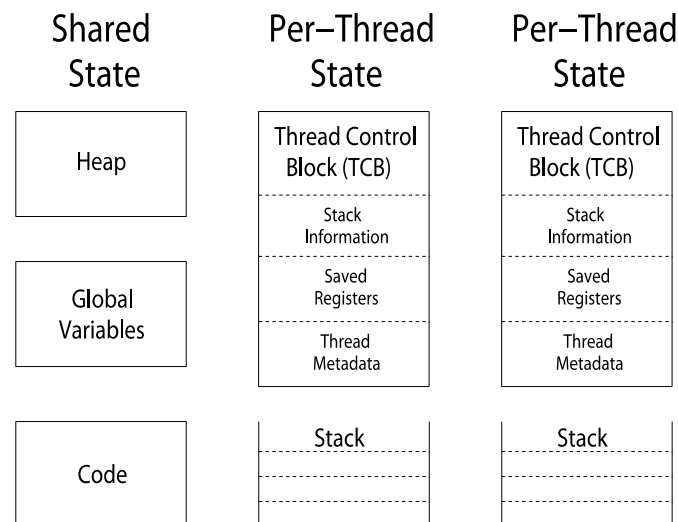 Shared
State
Heap
Global
Variables
Code
Per–Thread
State
Thread Control
Block (TCB)
Stack
Information
Saved
Registers
Thread
Metadata
Stack
Per–Thread
State
Thread Control
Block (TCB)
Stack
Information
Saved
Registers
Thread
Metadata
Stack